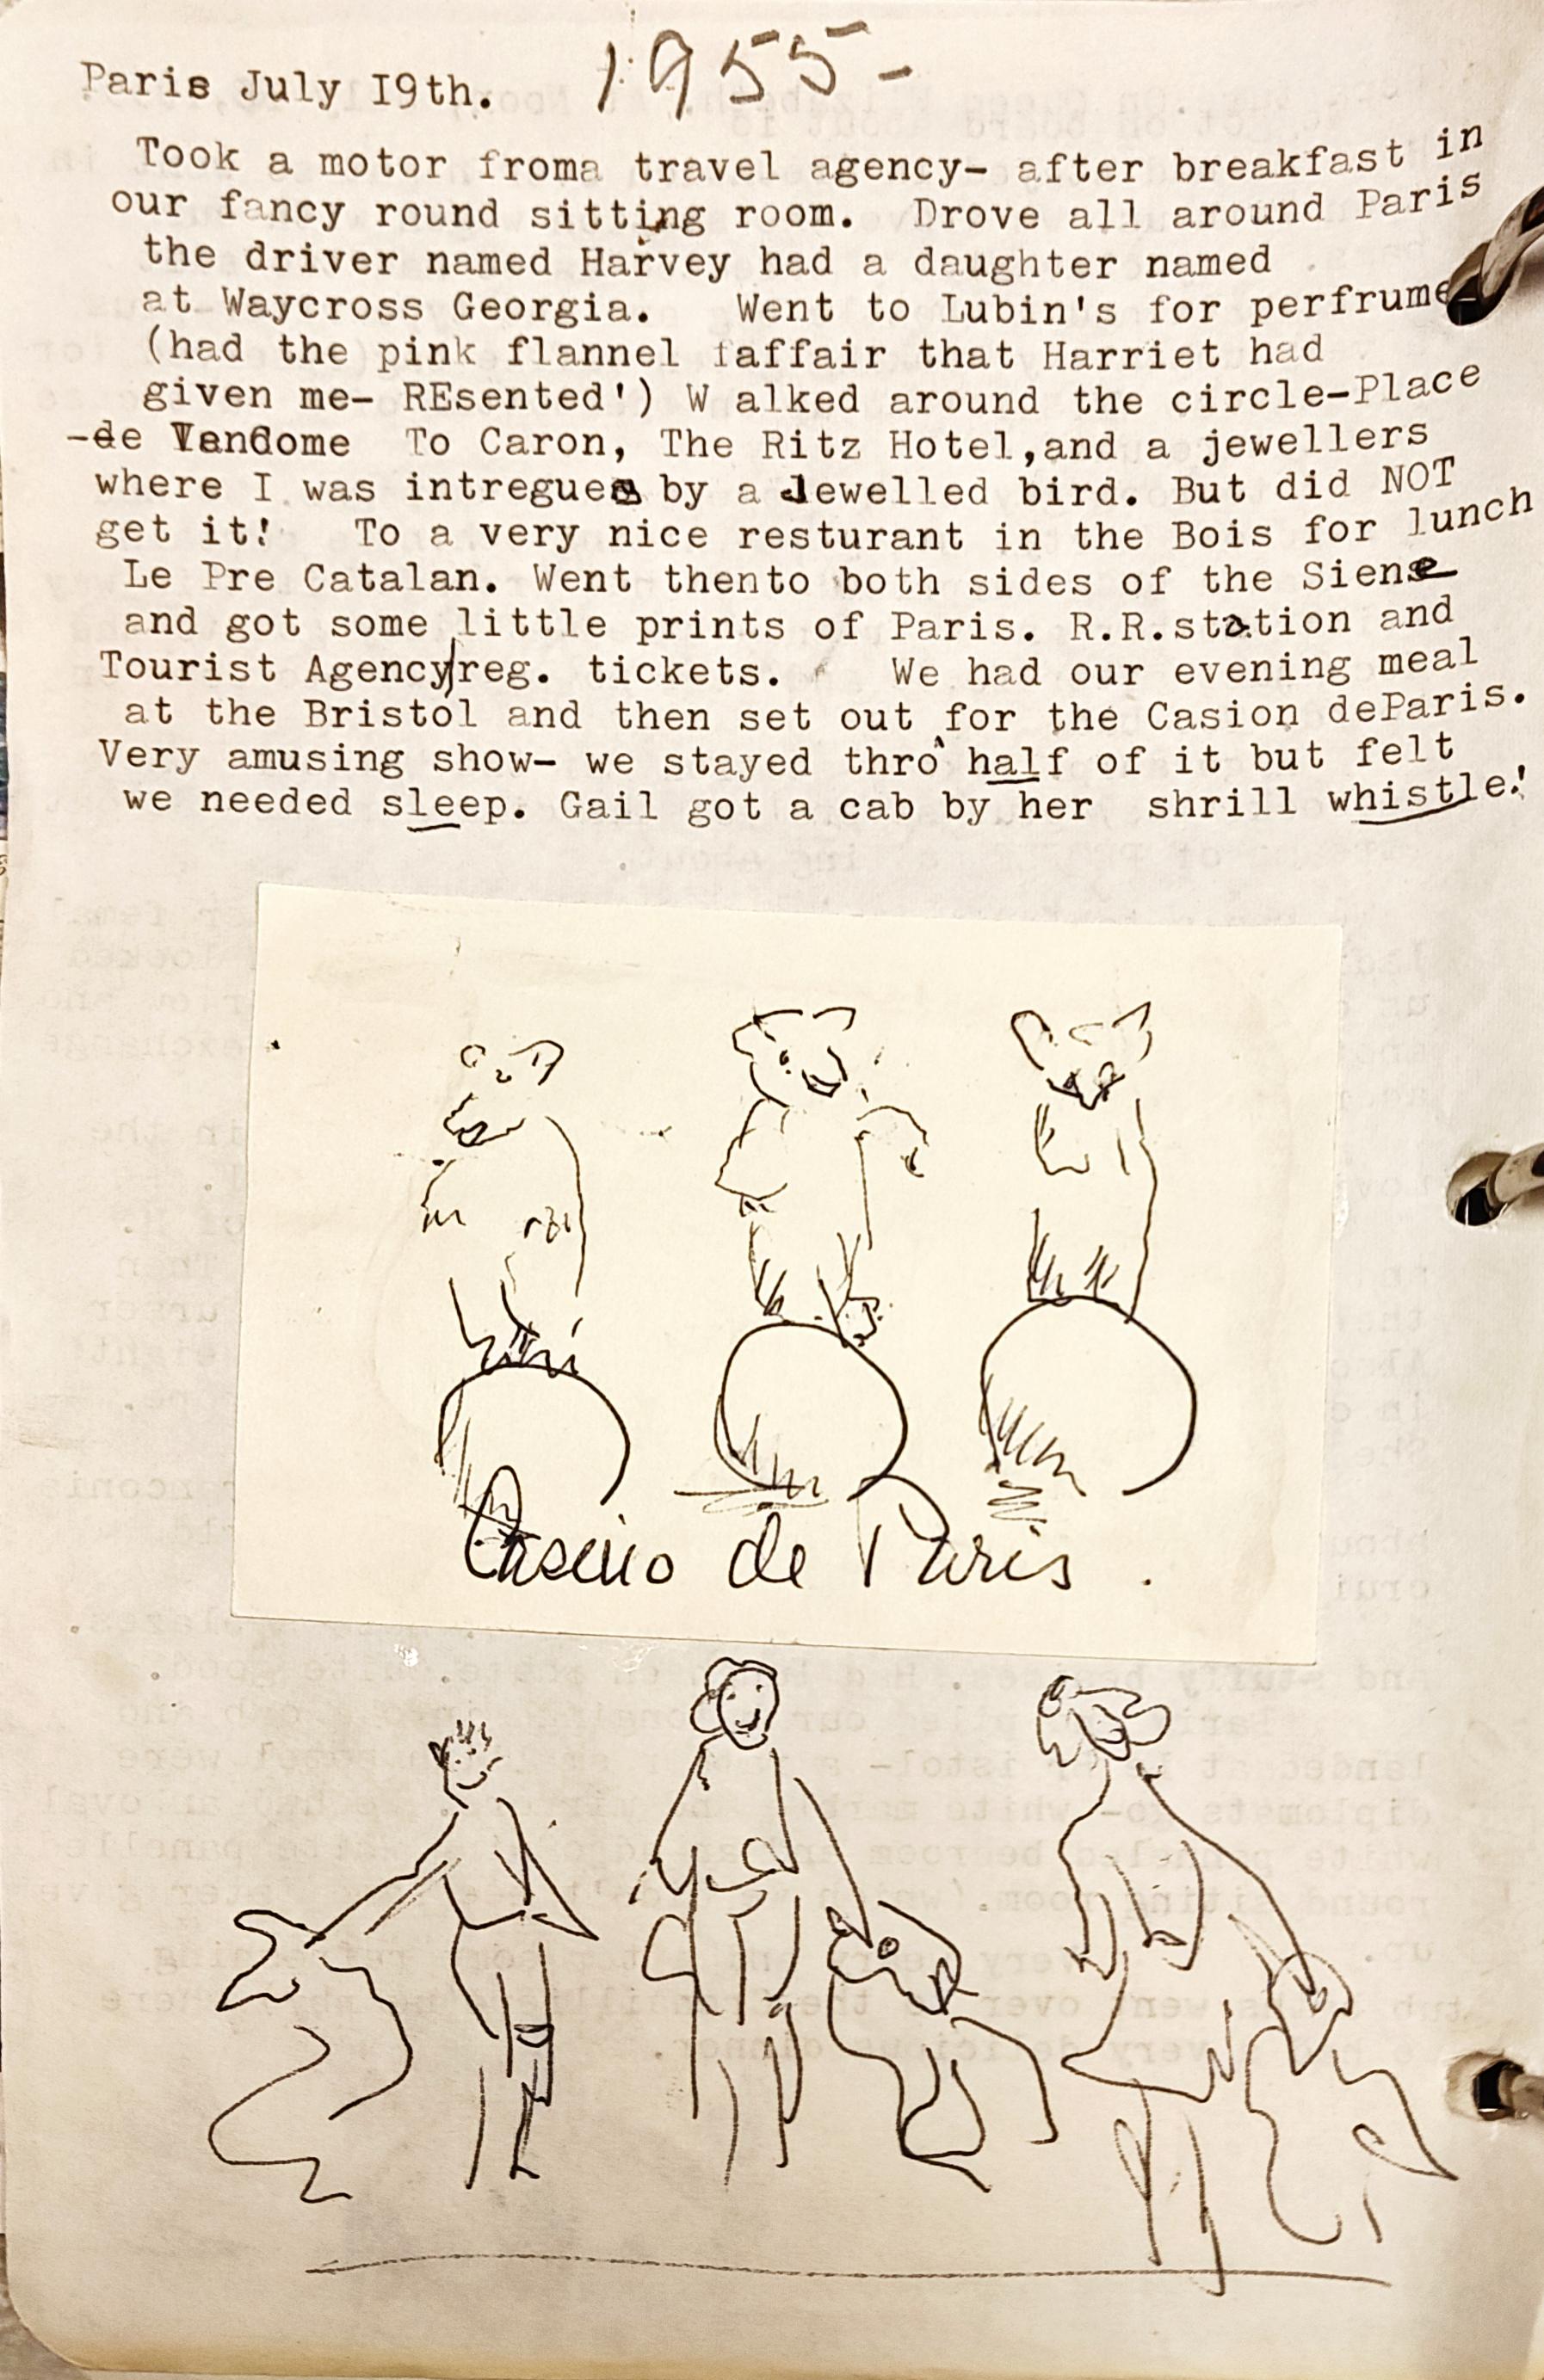 1955-
Paris July I9th.
Took a motor froma travel agency- after breakfast in
our fancy round sitting room. Drove all around Paris
the driver named Harvey had a daughter named
at Waycross Georgia. Went to Lubin's for perfrume-
(had the pink flannel faffair that Harriet had
given me- REsented') W alked around the circle-Place
-de Vendome To Caron, The Ritz Hotel,and a jewellers
where I was intregues by a Jewelled bird. But did NOT
get it! To a very nice resturant in the Bois for lunch
Le Pre Catalan. Went thento both sides of the Siene
and got some little prints of Paris. R.R.station and
Tourist Agency/reg. tickets. We had our evening meal
at the Bristol and then set out for the Casion deParis.
Very amusing show- we stayed thro' half of it but felt
we needed sleep. Gail got a cab by her shrill whistle!
Casino de Paris.